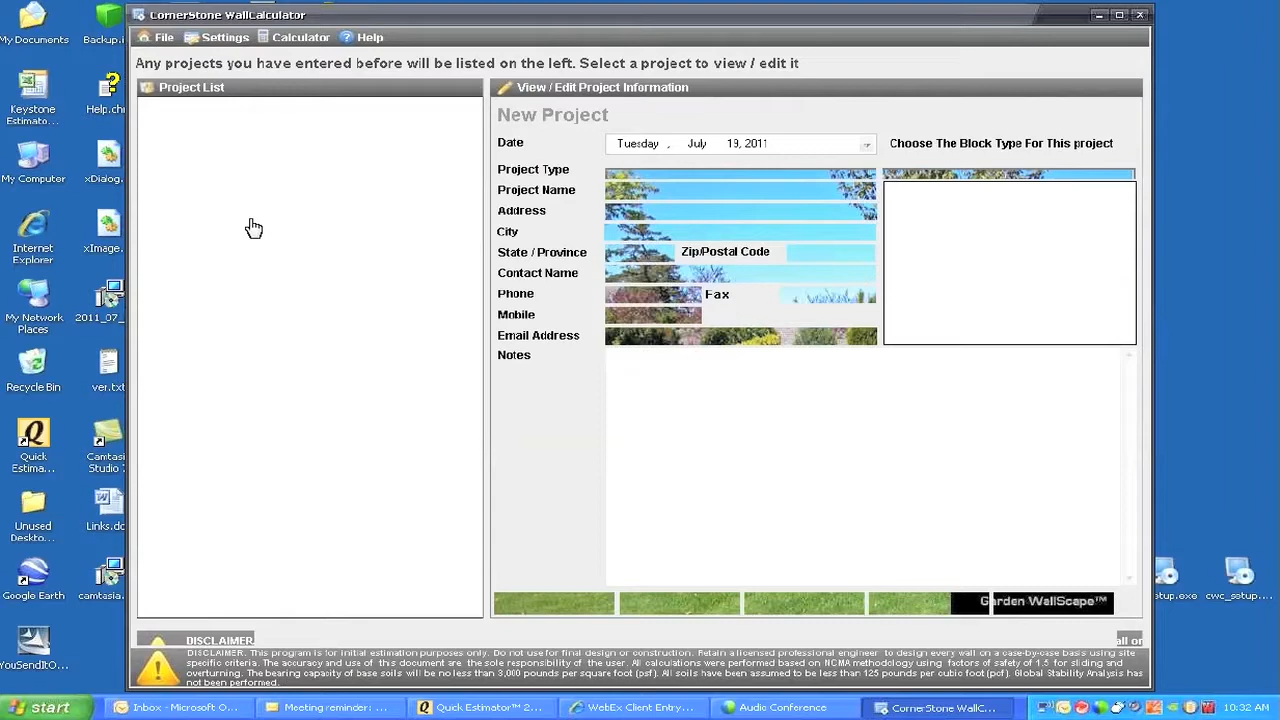 CornerStone WallCalculator
File Settings Calculator Help
Any projects you have entered before will be listed on the left. Select a project to view / edit it
Project List
View / Edit Project Information
New Project
Date Tuesday , July 19, 2011 Choose The Block Type For This project
Project Type
Project Name
Address
City
State / Province Zip/Postal Code
Contact Name
Phone Fax
Mobile
Email Address
Notes
Garden WallScape™
DISCLAIMER
all or
DISCLAIMER. This program is for initial estimation purposes only. Do not use for final design or construction. Retain a licensed professional engineer to design every wall on a case-by-case basis using site
specific criteria. The accuracy and use of this document are the sole responsibility of the user. All calculations were performed based on NCMA methodology using factors of safety of 1.5 for sliding and
overturning. The bearing capacity of base soils will be no less than 3,000 pounds per square foot (psf). All soils have been assumed to be less than 125 pounds per cubic foot (pcf). Global Stability Analysis has
not been performed.
My Documents
Backup.i
Keystone
Estimato...
Help.ch
My Computer
xDialog.
Internet
Explorer
xImage.
My Network
Places
2011_07_
Recycle Bin
ver.txt
Quick
Estima...
Camtasia
Studio 7
Unused
Deskto...
Links.do
Google Earth
camtasia.
YouSendItO...
setup.exe
cwc_setup....
start
Inbox - Microsoft O...
Meeting reminder: ...
Quick Estimator™ 2...
WebEx Client Entry...
Audio Conference
CornerStone WallC...
10:32 AM